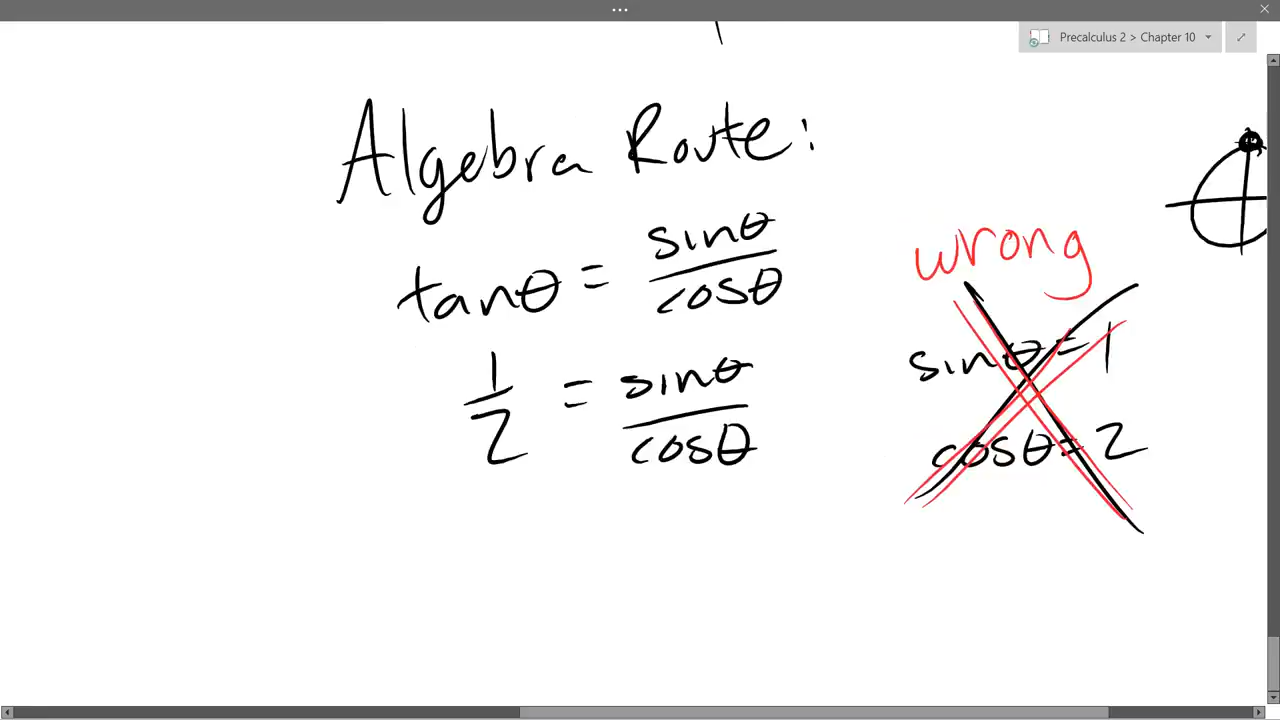 Precalculus 2 > Chapter 10
Algebra Route:
tanθ = sinθ/cosθ
1/2 = sinθ/cosθ
wrong
sinθ = 1
cosθ = 2